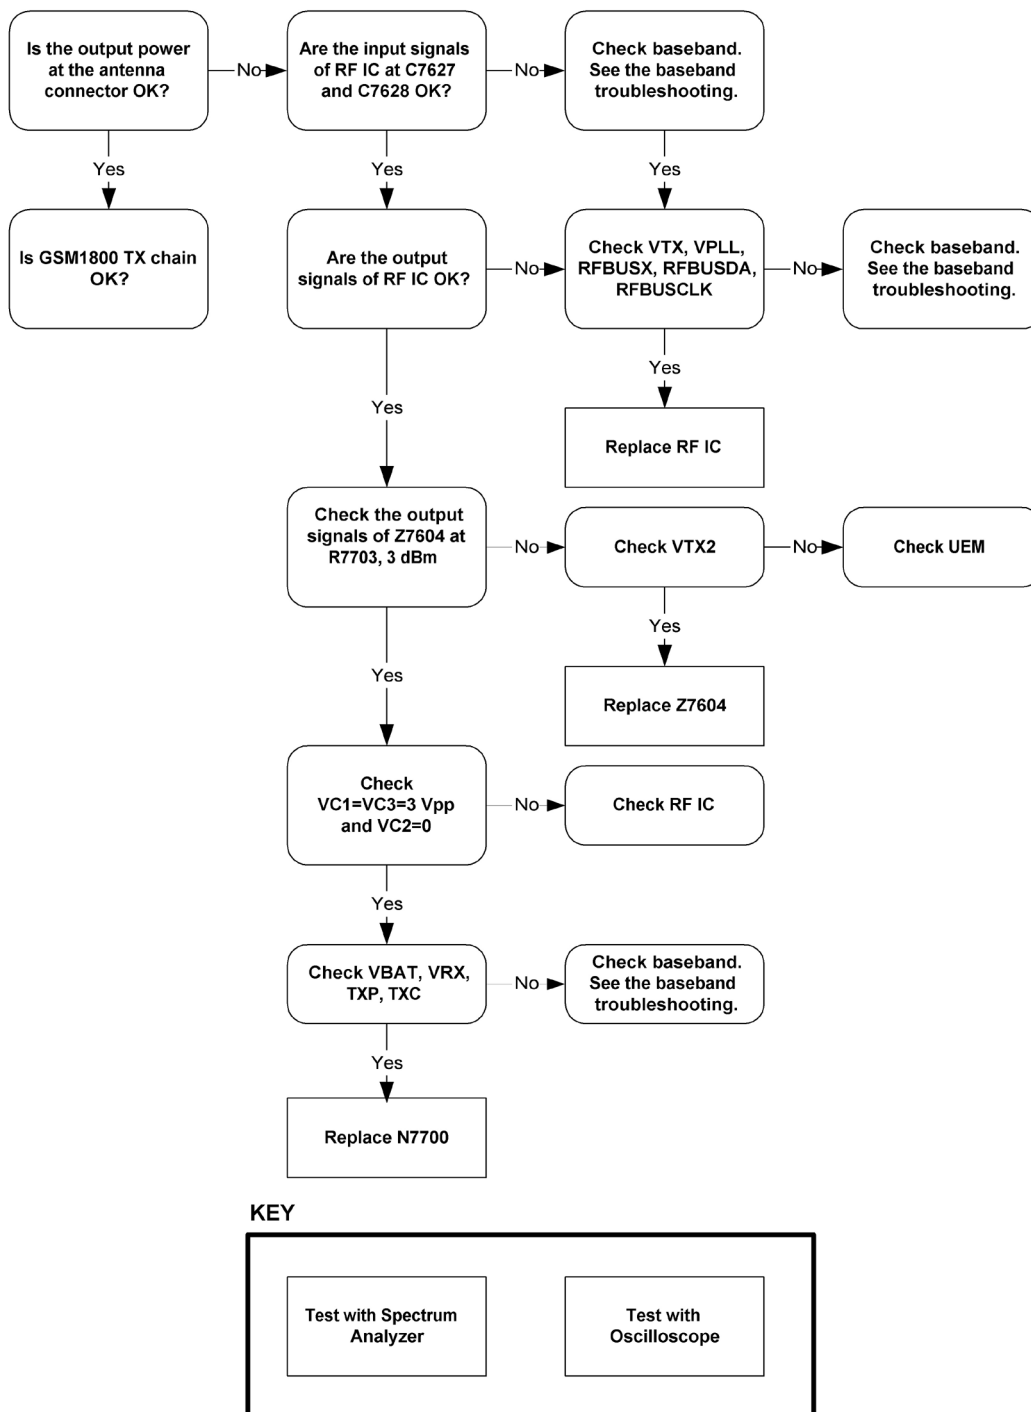 Is the output power
at the antenna
connector OK?
No
Are the input signals
of RF IC at C7627
and C7628 OK?
No
Check baseband.
See the baseband
troubleshooting.
Yes
Yes
Yes
Is GSM1800 TX chain
OK?
Are the output
signals of RF IC OK?
No
Check VTX, VPLL,
RFBUSX, RFBUSDA,
RFBUSCLK
No
Check baseband.
See the baseband
troubleshooting.
Yes
Yes
Replace RF IC
Check the output
signals of Z7604 at
R7703, 3 dBm
No
Check VTX2
No
Check UEM
Yes
Yes
Replace Z7604
Check
VC1=VC3=3 Vpp
and VC2=0
No
Check RF IC
Yes
Check VBAT, VRX,
TXP, TXC
No
Check baseband.
See the baseband
troubleshooting.
Yes
Replace N7700
KEY
Test with Spectrum
Analyzer
Test with
Oscilloscope